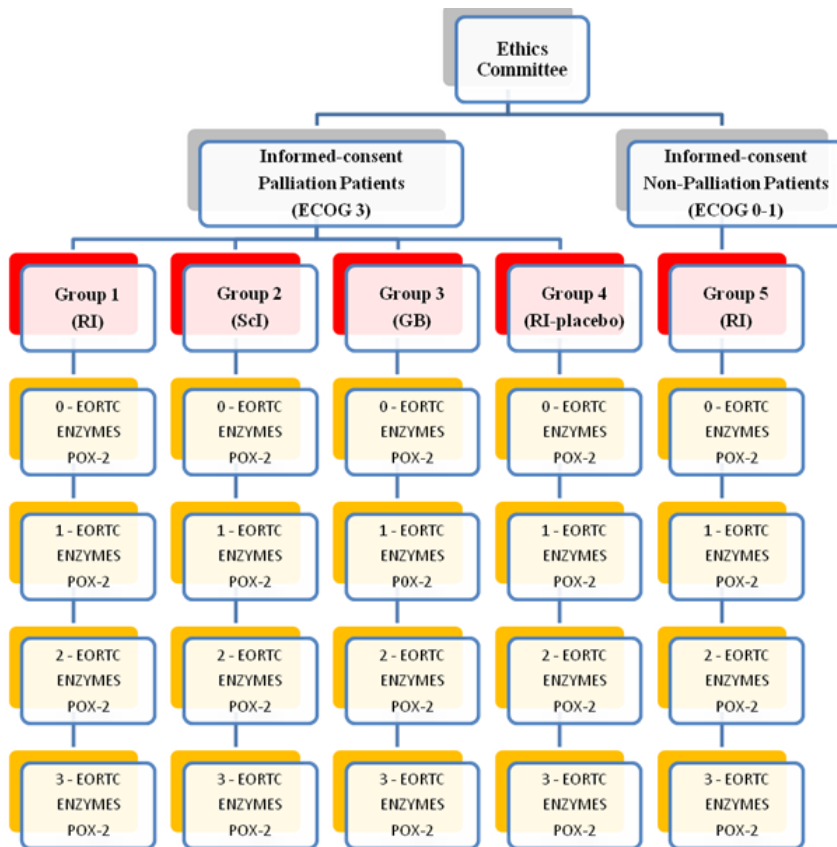 Ethics
Committee
Informed-consent
Palliation Patients
(ECOG 3)
Informed-consent
Non-Palliation Patients
(ECOG 0-1)
Group 1
(RI)
Group 2
(ScI)
Group 3
(GB)
Group 4
(RI-placebo)
Group 5
(RI)
0 - EORTC
ENZYMES
POX-2
0 - EORTC
ENZYMES
POX-2
0 - EORTC
ENZYMES
POX-2
0 - EORTC
ENZYMES
POX-2
0 - EORTC
ENZYMES
POX-2
1 - EORTC
ENZYMES
POX-2
1 - EORTC
ENZYMES
POX-2
1 - EORTC
ENZYMES
P0X-2
1 - EORTC
ENZYMES
POX-2
1 - EORTC
ENZYMES
POX-2
2 - EORTC
ENZYMES
POX-2
2 - EORTC
ENZYMES
POX-2
2 - EORTC
ENZYMES
POX-2
2 - EORTC
ENZYMES
POX-2
2 - EORTC
ENZYMES
POX-2
3 - EORTC
ENZYMES
POX-2
3 - EORTC
ENZYMES
POX-2
3 - EORTC
ENZYMES
POX-2
3 - EORTC
ENZYMES
POX-2
3 - EORTC
ENZYMES
POX-2